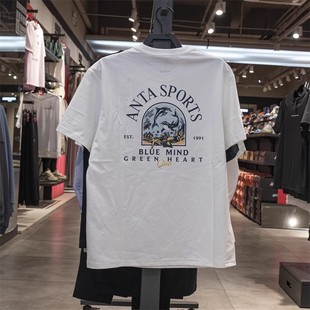 ANTA SPORTS
EST. 1991
BLUE MIND
GREEN HEART